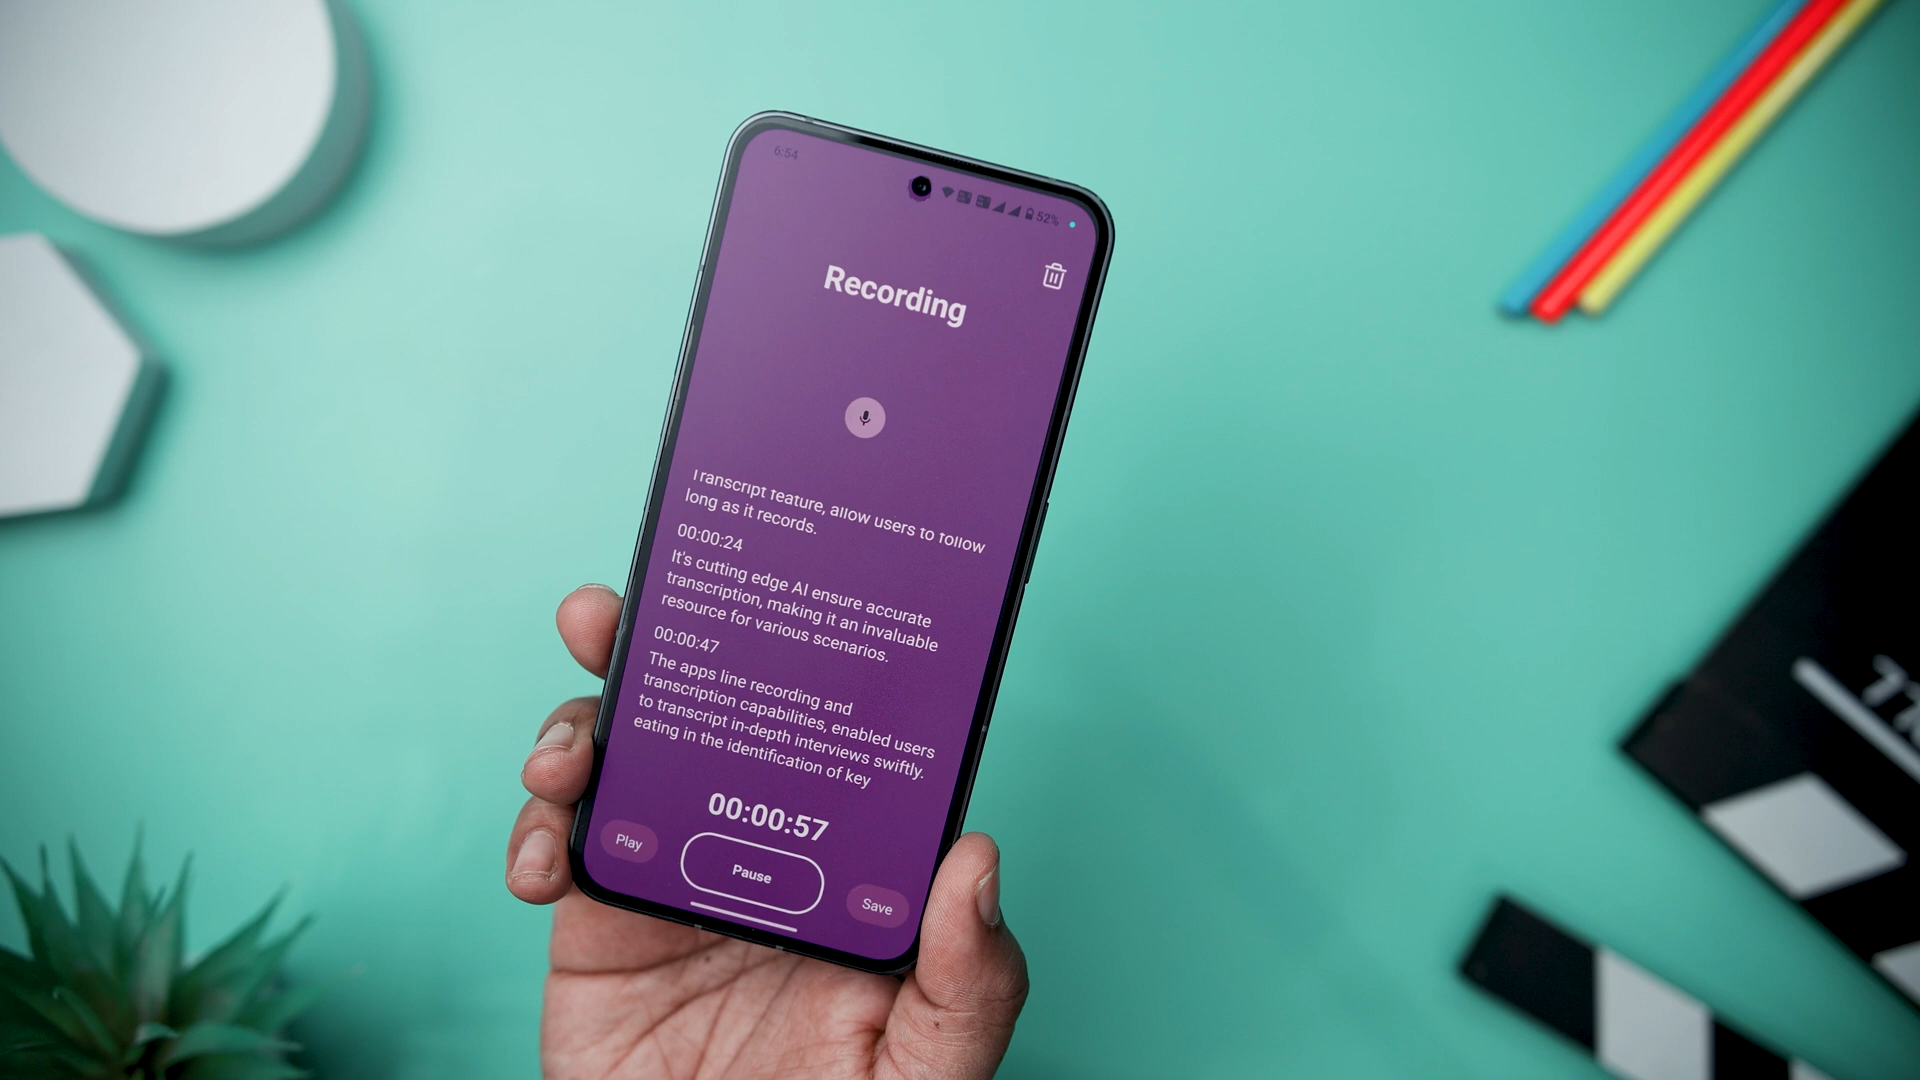 6:54
52%
Recording
Transcript feature, allow users to follow
long as it records.
00:00:24
It's cutting edge AI ensure accurate
transcription, making it an invaluable
resource for various scenarios.
00:00:47
The apps line recording and
transcription capabilities, enabled users
to transcript in-depth interviews swiftly.
eating in the identification of key
00:00:57
Play
Pause
Save